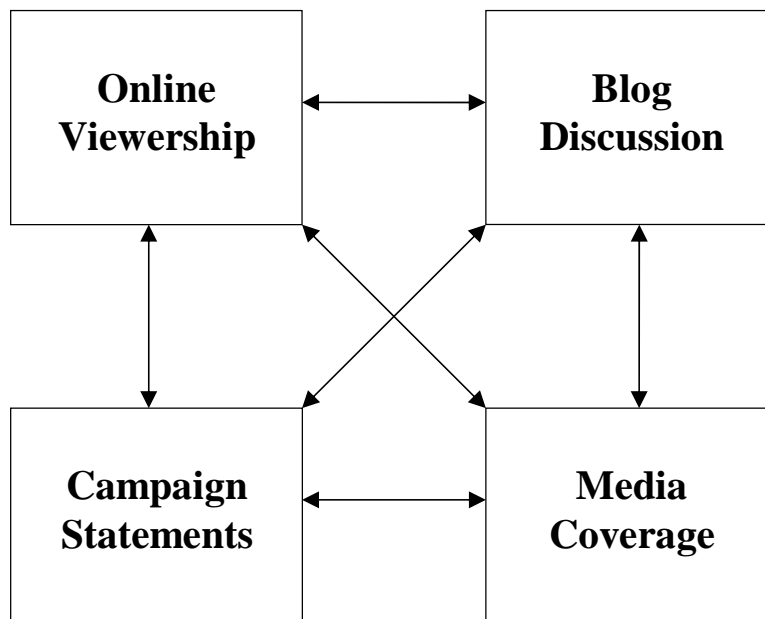 Online
Viewership
Blog
Discussion
Campaign
Statements
Media
Coverage